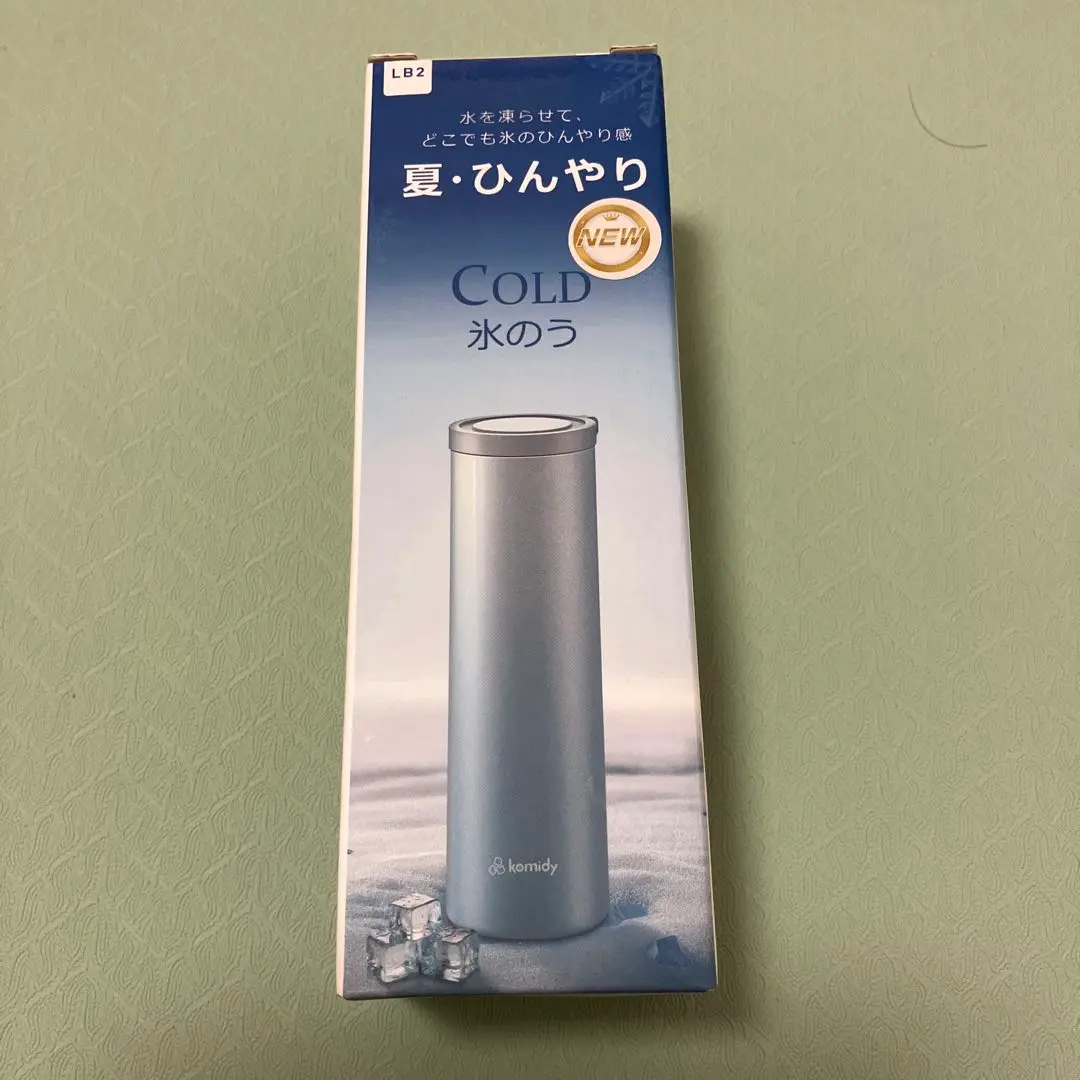 LB2
水を凍らせて、
どこでも氷のひんやり感
夏・ひんやり
NEW
COLD
氷のう
komidy